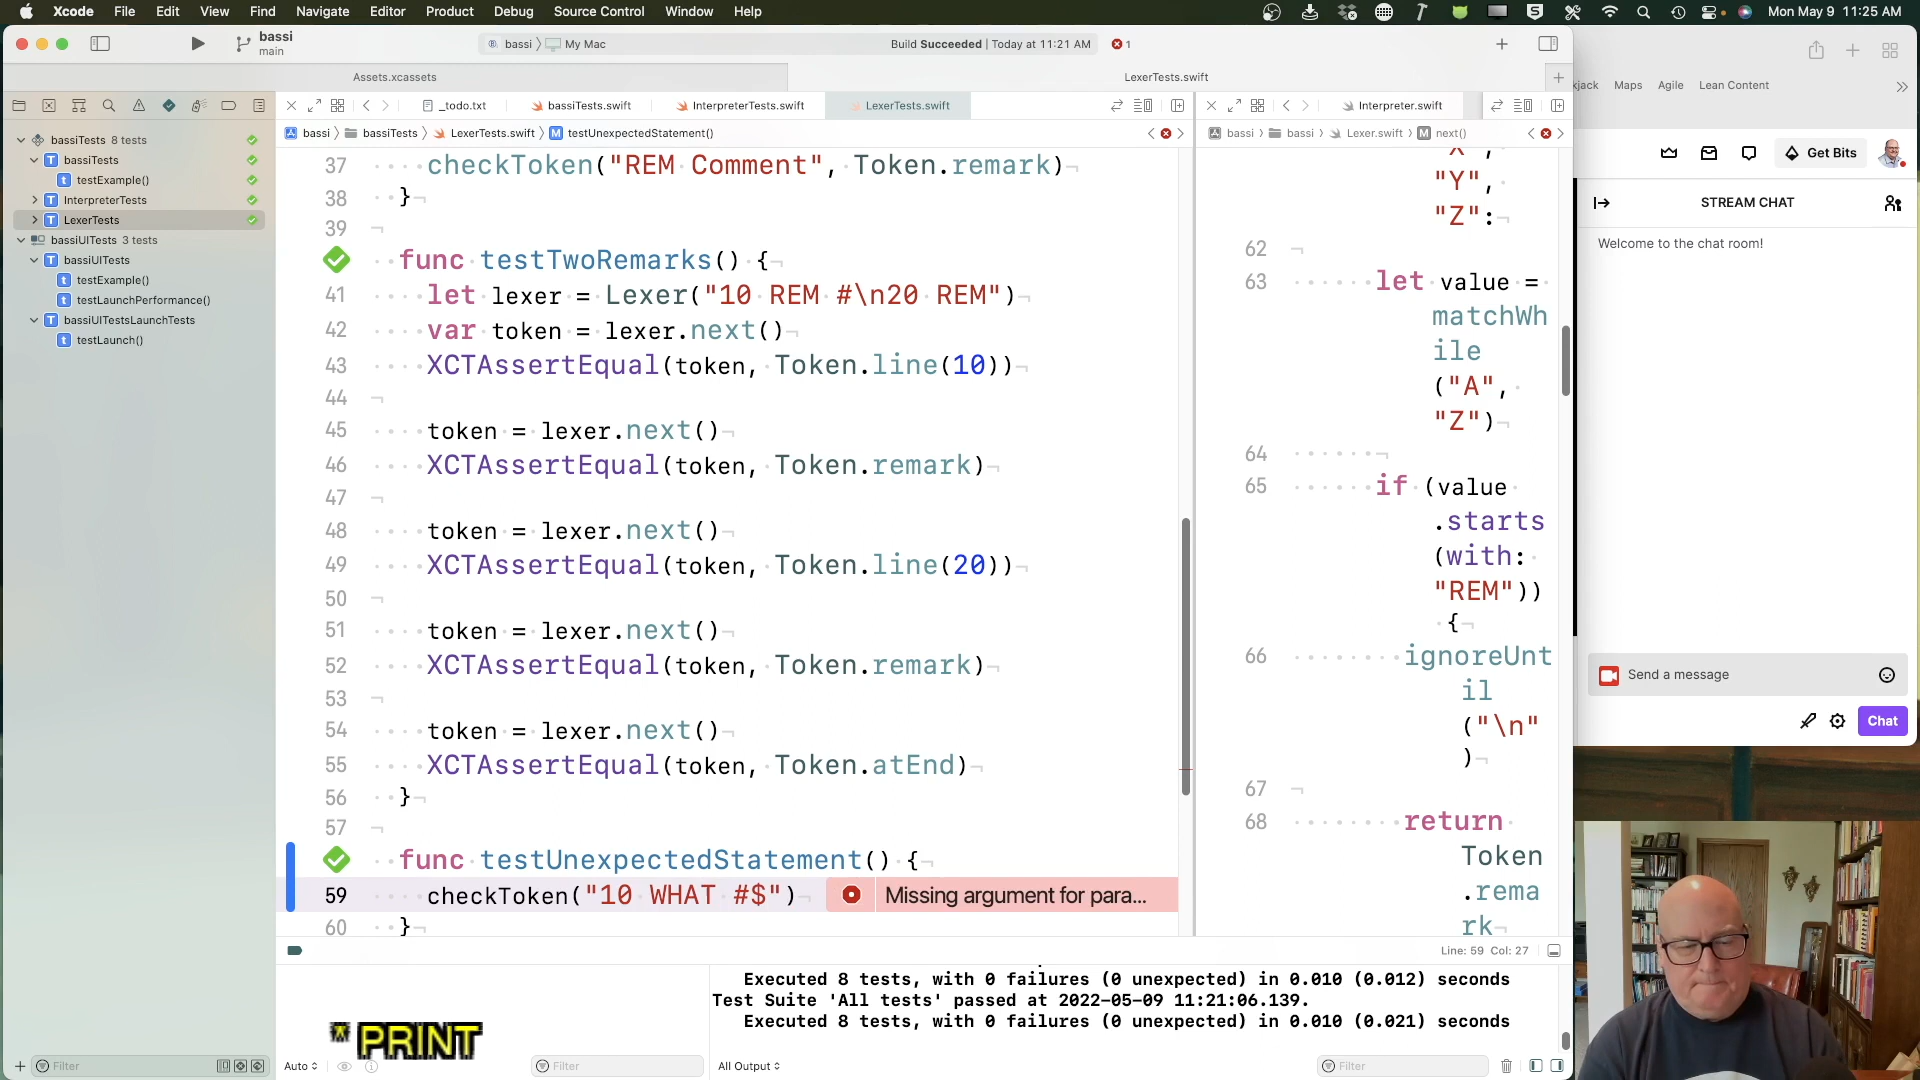 Xcode File Edit View Find Navigate Editor Product Debug Source Control Window Help
Mon May 9 11:25 AM
bassi
main
bassi 〉 My Mac
Build Succeeded | Today at 11:21 AM
1
Assets.xcassets
LexerTests.swift
_todo.txt
bassiTests.swift
InterpreterTests.swift
LexerTests.swift
Interpreter.swift
bassi 〉 bassiTests 〉 LexerTests.swift 〉 M testUnexpectedStatement()
bassi 〉 bassi 〉 Lexer.swift 〉 M next()
bassiTests 8 tests
T bassiTests
t testExample()
T InterpreterTests
T LexerTests
bassiUITests 3 tests
T bassiUITests
t testExample()
t testLaunchPerformance()
T bassiUITestsLaunchTests
t testLaunch()
37 checkToken("REM Comment", Token.remark)
38 }
39
func testTwoRemarks() {
41 let lexer = Lexer("10 REM #\n20 REM")
42 var token = lexer.next()
43 XCTAssertEqual(token, Token.line(10))
44
45 token = lexer.next()
46 XCTAssertEqual(token, Token.remark)
47
48 token = lexer.next()
49 XCTAssertEqual(token, Token.line(20))
50
51 token = lexer.next()
52 XCTAssertEqual(token, Token.remark)
53
54 token = lexer.next()
55 XCTAssertEqual(token, Token.atEnd)
56 }
57
func testUnexpectedStatement() {
59 checkToken("10 WHAT #$") Missing argument for para...
60 }
"Y",
"Z":
62
63 let value =
matchWh
ile
("A",
"Z")
64
65 if (value
.starts
(with:
"REM"))
{
66 ignoreUnt
il
("\n"
)
67
68 return
Token
.rema
rk
Line: 59 Col: 27
Executed 8 tests, with 0 failures (0 unexpected) in 0.010 (0.012) seconds
Test Suite 'All tests' passed at 2022-05-09 11:21:06.139.
Executed 8 tests, with 0 failures (0 unexpected) in 0.010 (0.021) seconds
* PRINT
Filter
Auto
Filter
All Output
Filter
kjack Maps Agile Lean Content
Get Bits
STREAM CHAT
Welcome to the chat room!
Send a message
Chat